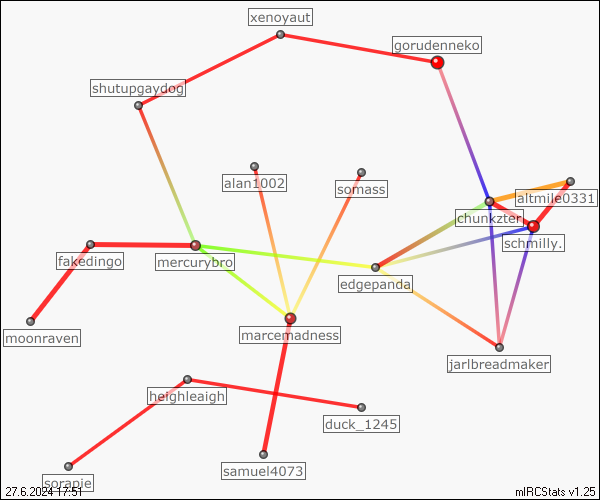 xenoyaut
gorudenneko
shutupgaydog
alan1002
somass
altmile0331
chunkzter
schmilly.
fakedingo
mercurybro
edgepanda
moonraven
marcemadness
jarlbreadmaker
heighleaigh
duck_1245
samuel4073
sorapje
27.6.2024 17:51
mIRCStats v1.25